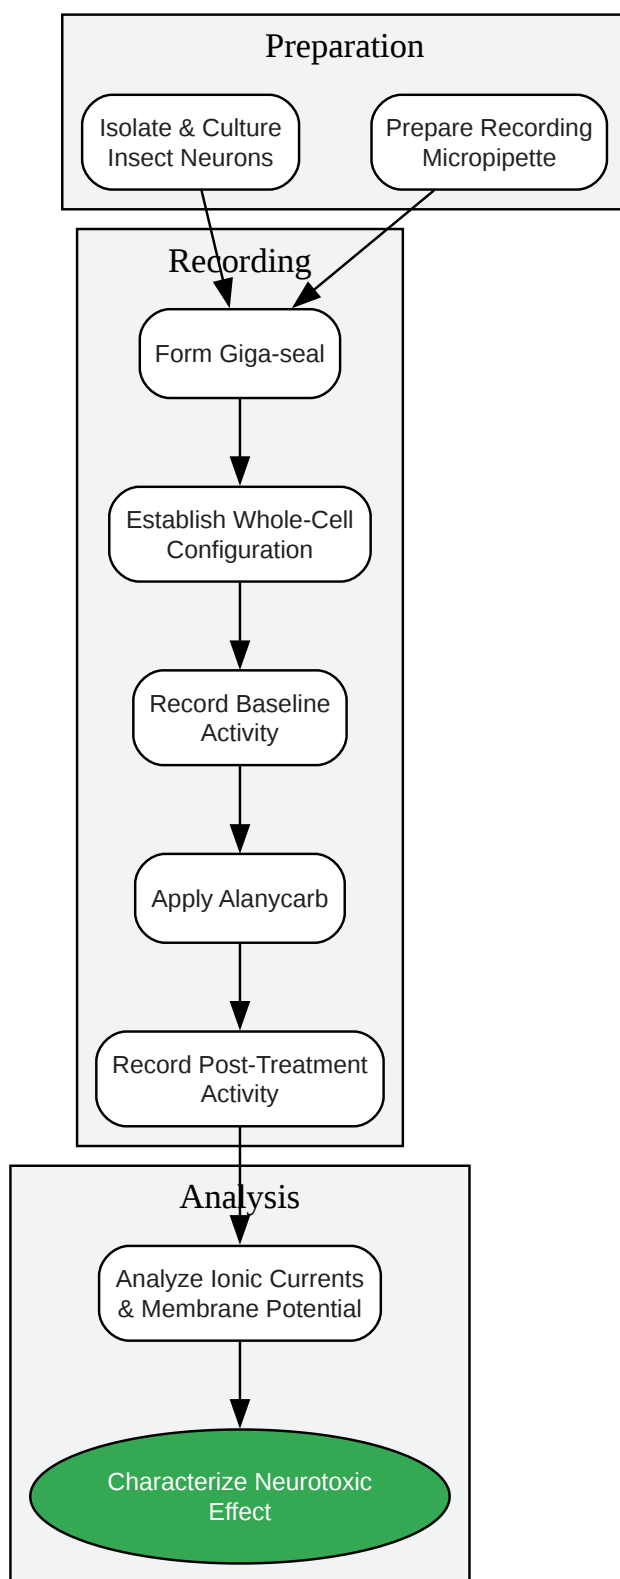 Preparation
Isolate & Culture
Insect Neurons
Prepare Recording
Micropipette
Recording
Form Giga-seal
Establish Whole-Cell
Configuration
Record Baseline
Activity
Apply Alanycarb
Record Post-Treatment
Activity
Analysis
Analyze Ionic Currents
& Membrane Potential
Characterize Neurotoxic
Effect